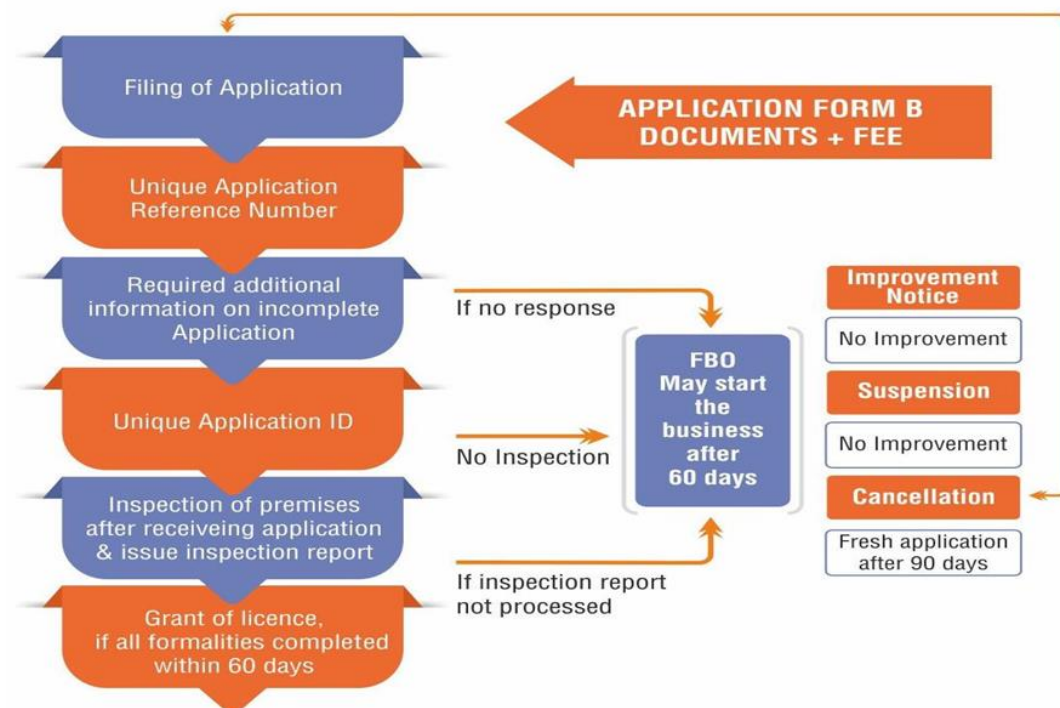 Filing of Application
APPLICATION FORM B
DOCUMENTS + FEE
Unique Application
Reference Number
Required additional
information on incomplete
Application
If no response
Unique Application ID
No Inspection
Inspection of premises
after receiveing application
& issue inspection report
If inspection report
not processed
Grant of licence,
if all formalities completed
within 60 days
FBO
May start
the
business
after
60 days
Improvement
Notice
No Improvement
Suspension
No Improvement
Cancellation
Fresh application
after 90 days